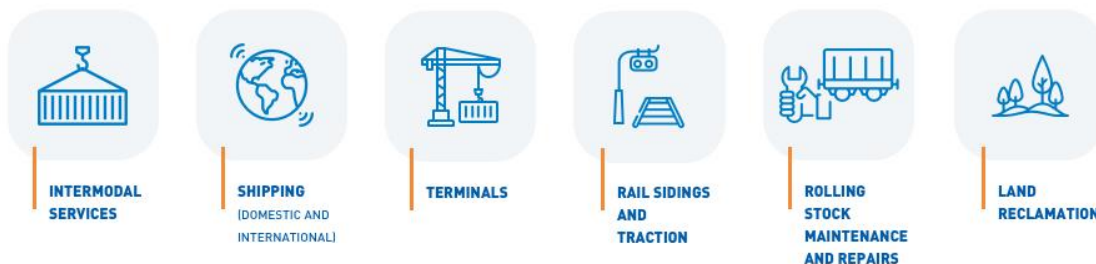 INTERMODAL
SERVICES
SHIPPING
(DOMESTIC AND
INTERNATIONAL)
TERMINALS
RAIL SIDINGS
AND
TRACTION
ROLLING
STOCK
MAINTENANCE
AND REPAIRS
LAND
RECLAMATION